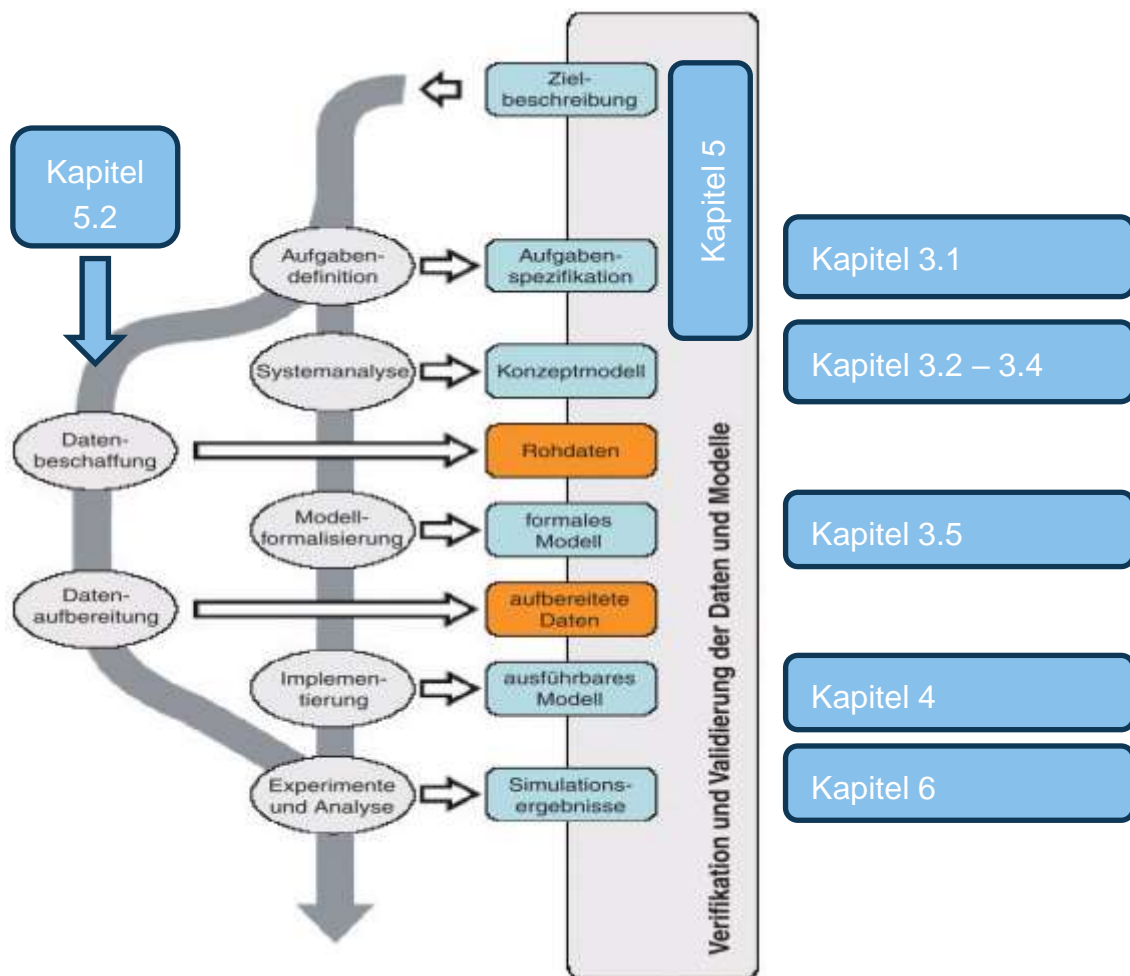 Ziel-
beschreibung
Kapitel 5
Kapitel
5.2
Aufgaben-
definition
Aufgaben-
spezifikation
Kapitel 3.1
Systemanalyse
Konzeptmodell
Kapitel 3.2 – 3.4
Daten-
beschaffung
Rohdaten
Modell-
formalisierung
formales
Modell
Kapitel 3.5
Daten-
aufbereitung
aufbereitete
Daten
Implemen-
tierung
ausführbares
Modell
Kapitel 4
Experimente
und Analyse
Simulations-
ergebnisse
Kapitel 6
Verifikation und Validierung der Daten und Modelle